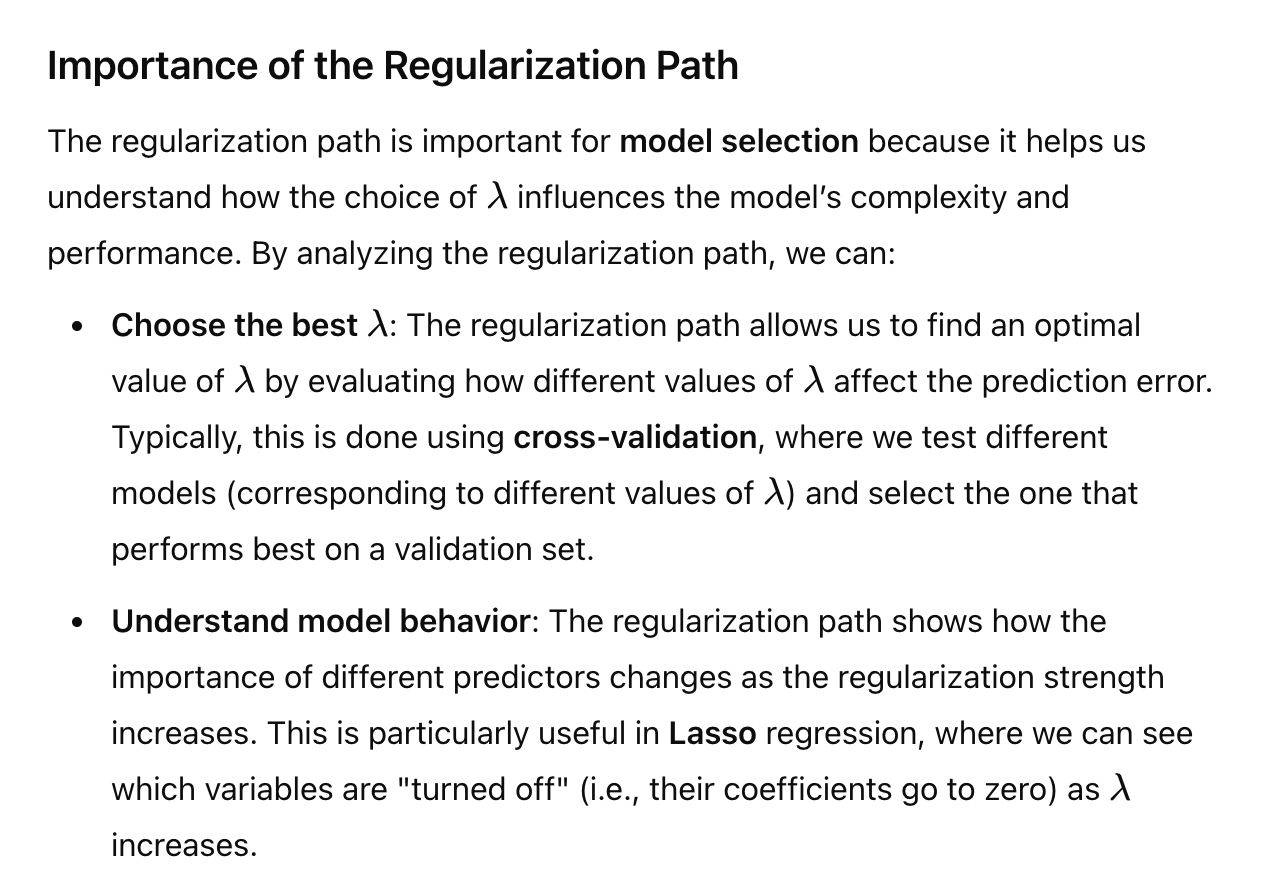 Importance of the Regularization Path
The regularization path is important for model selection because it helps us
understand how the choice of λ influences the model’s complexity and
performance. By analyzing the regularization path, we can:
• Choose the best λ: The regularization path allows us to find an optimal
value of λ by evaluating how different values of λ affect the prediction error.
Typically, this is done using cross-validation, where we test different
models (corresponding to different values of λ) and select the one that
performs best on a validation set.
• Understand model behavior: The regularization path shows how the
importance of different predictors changes as the regularization strength
increases. This is particularly useful in Lasso regression, where we can see
which variables are "turned off" (i.e., their coefficients go to zero) as λ
increases.